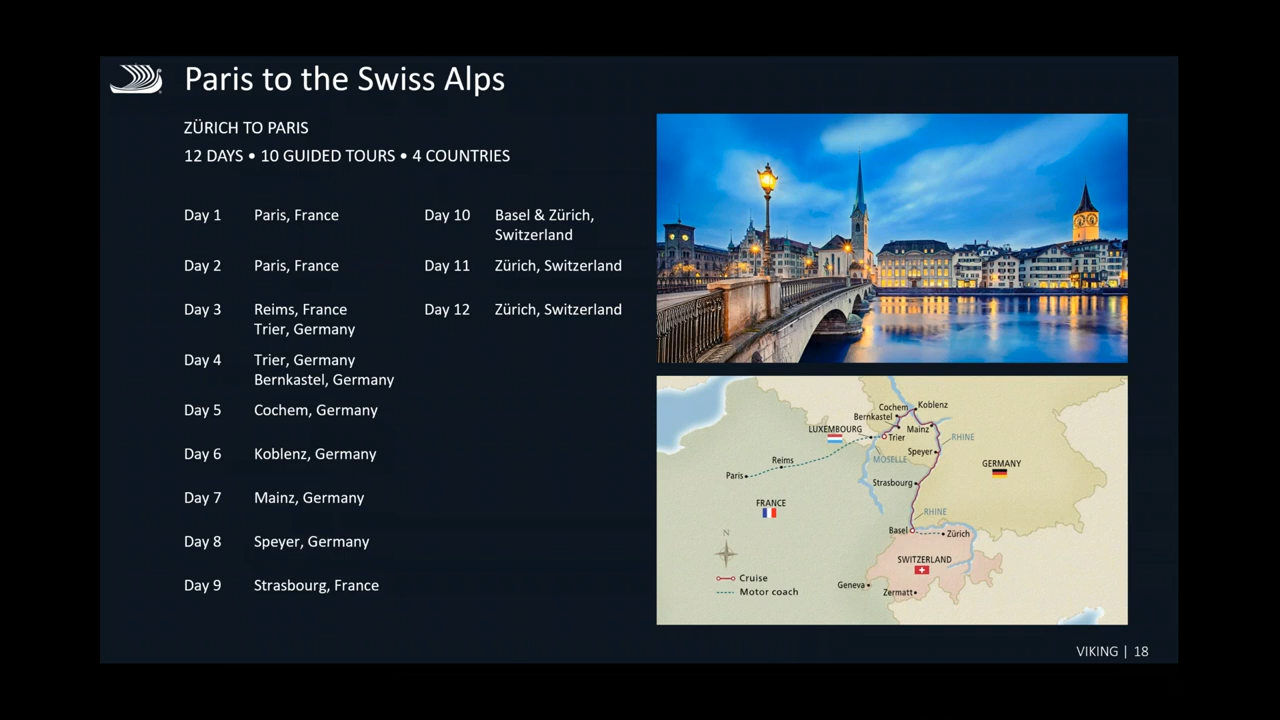 Paris to the Swiss Alps
ZÜRICH TO PARIS
12 DAYS • 10 GUIDED TOURS • 4 COUNTRIES
Day 1 Paris, France
Day 2 Paris, France
Day 3 Reims, France
Trier, Germany
Day 4 Trier, Germany
Bernkastel, Germany
Day 5 Cochem, Germany
Day 6 Koblenz, Germany
Day 7 Mainz, Germany
Day 8 Speyer, Germany
Day 9 Strasbourg, France
Day 10 Basel & Zürich,
Switzerland
Day 11 Zürich, Switzerland
Day 12 Zürich, Switzerland
Cochem
Koblenz
Bernkastel
LUXEMBOURG
Mainz
Trier
RHINE
Speyer
MOSELLE
Reims
GERMANY
Paris
Strasbourg
FRANCE
RHINE
Basel
Zürich
N
SWITZERLAND
Cruise
Geneva
Motor coach
Zermatt
VIKING | 18